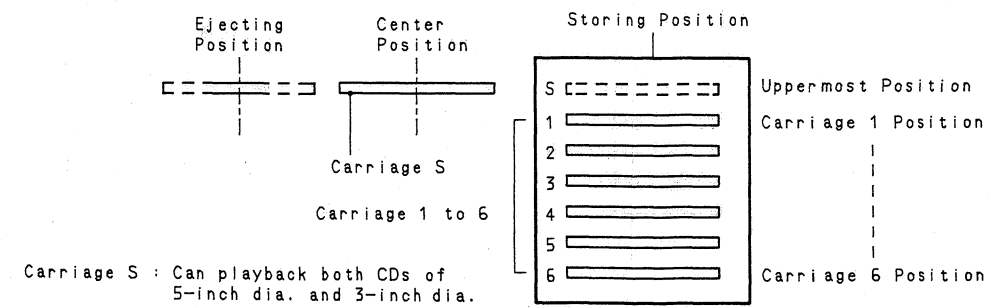 Ejecting
Position
Center
Position
Storing Position
S
Uppermost Position
1
Carriage 1 Position
2
Carriage S
3
Carriage 1 to 6
4
5
6
Carriage 6 Position
Carriage S : Can playback both CDs of
5-inch dia. and 3-inch dia.